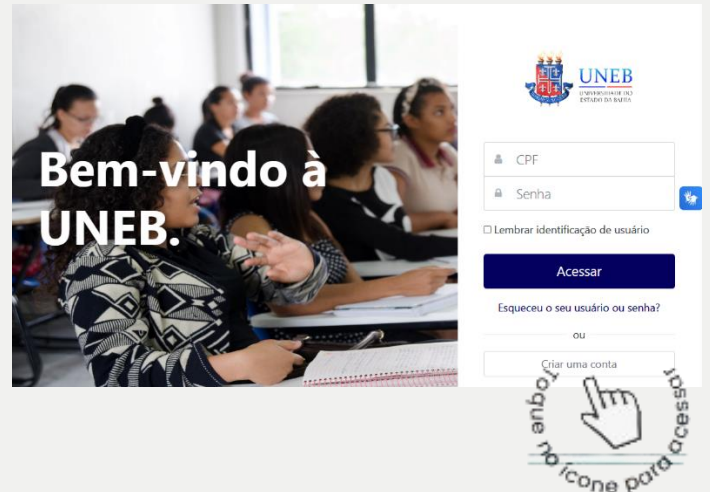 Bem-vindo à
UNEB.
UNEB
UNIVERSIDADE DO
ESTADO DA BAHIA
CPF
Senha
Lembrar identificação de usuário
Acessar
Esqueceu o seu usuário ou senha?
ou
Criar uma conta
Toque no ícone para acessar